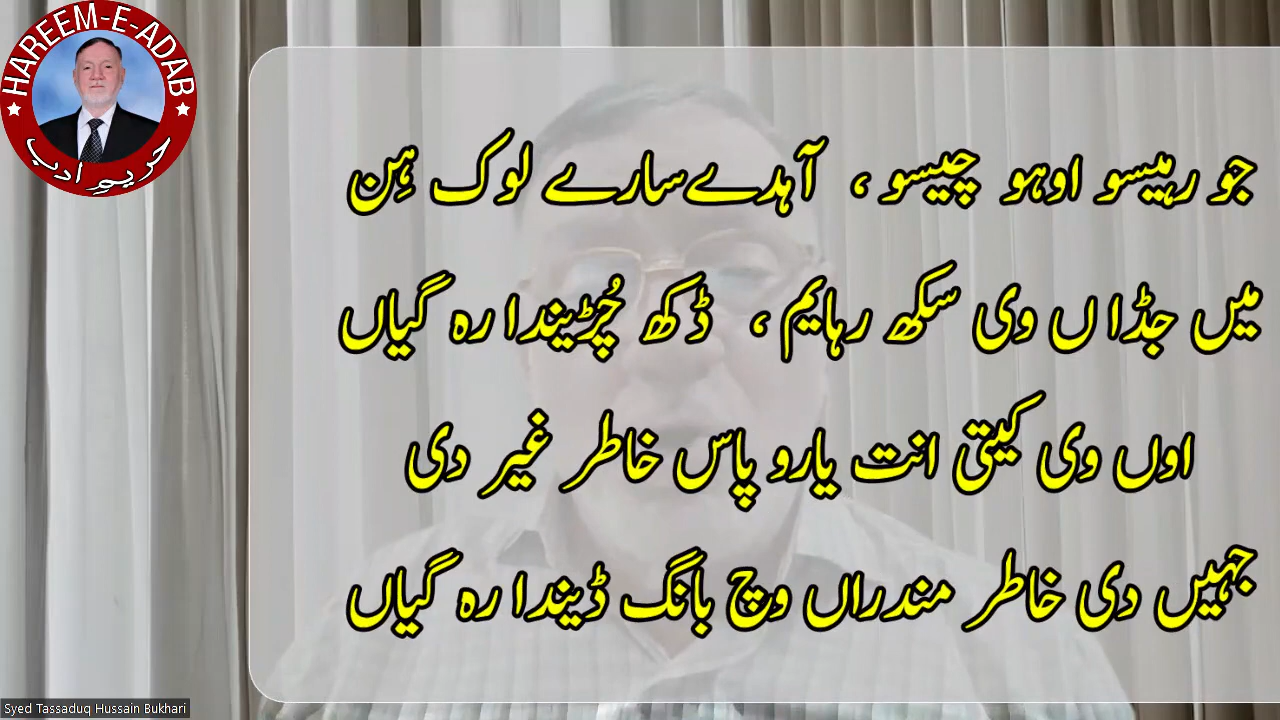 HAREEM-E-ADAB
حریمِ ادب
جو رہیسو اوہو چیسو ، آہدے سارے لوک ہِن
میں جڈا ں وی سکھ رہایم ، ڈکھ چُڑیندا رہ گیاں
اوں وی کیتی انت یارو پاس خاطر غیر دی
جہیں دی خاطر مندراں وچ بانگ ڈیندا رہ گیاں
Syed Tassaduq Hussain Bukhari